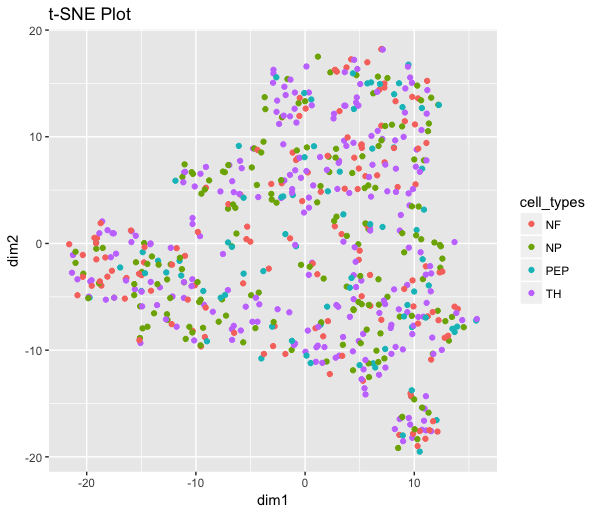 t-SNE Plot
20
10
0
-10
-20
dim2
-20
-10
0
10
dim1
cell_types
NF
NP
PEP
TH